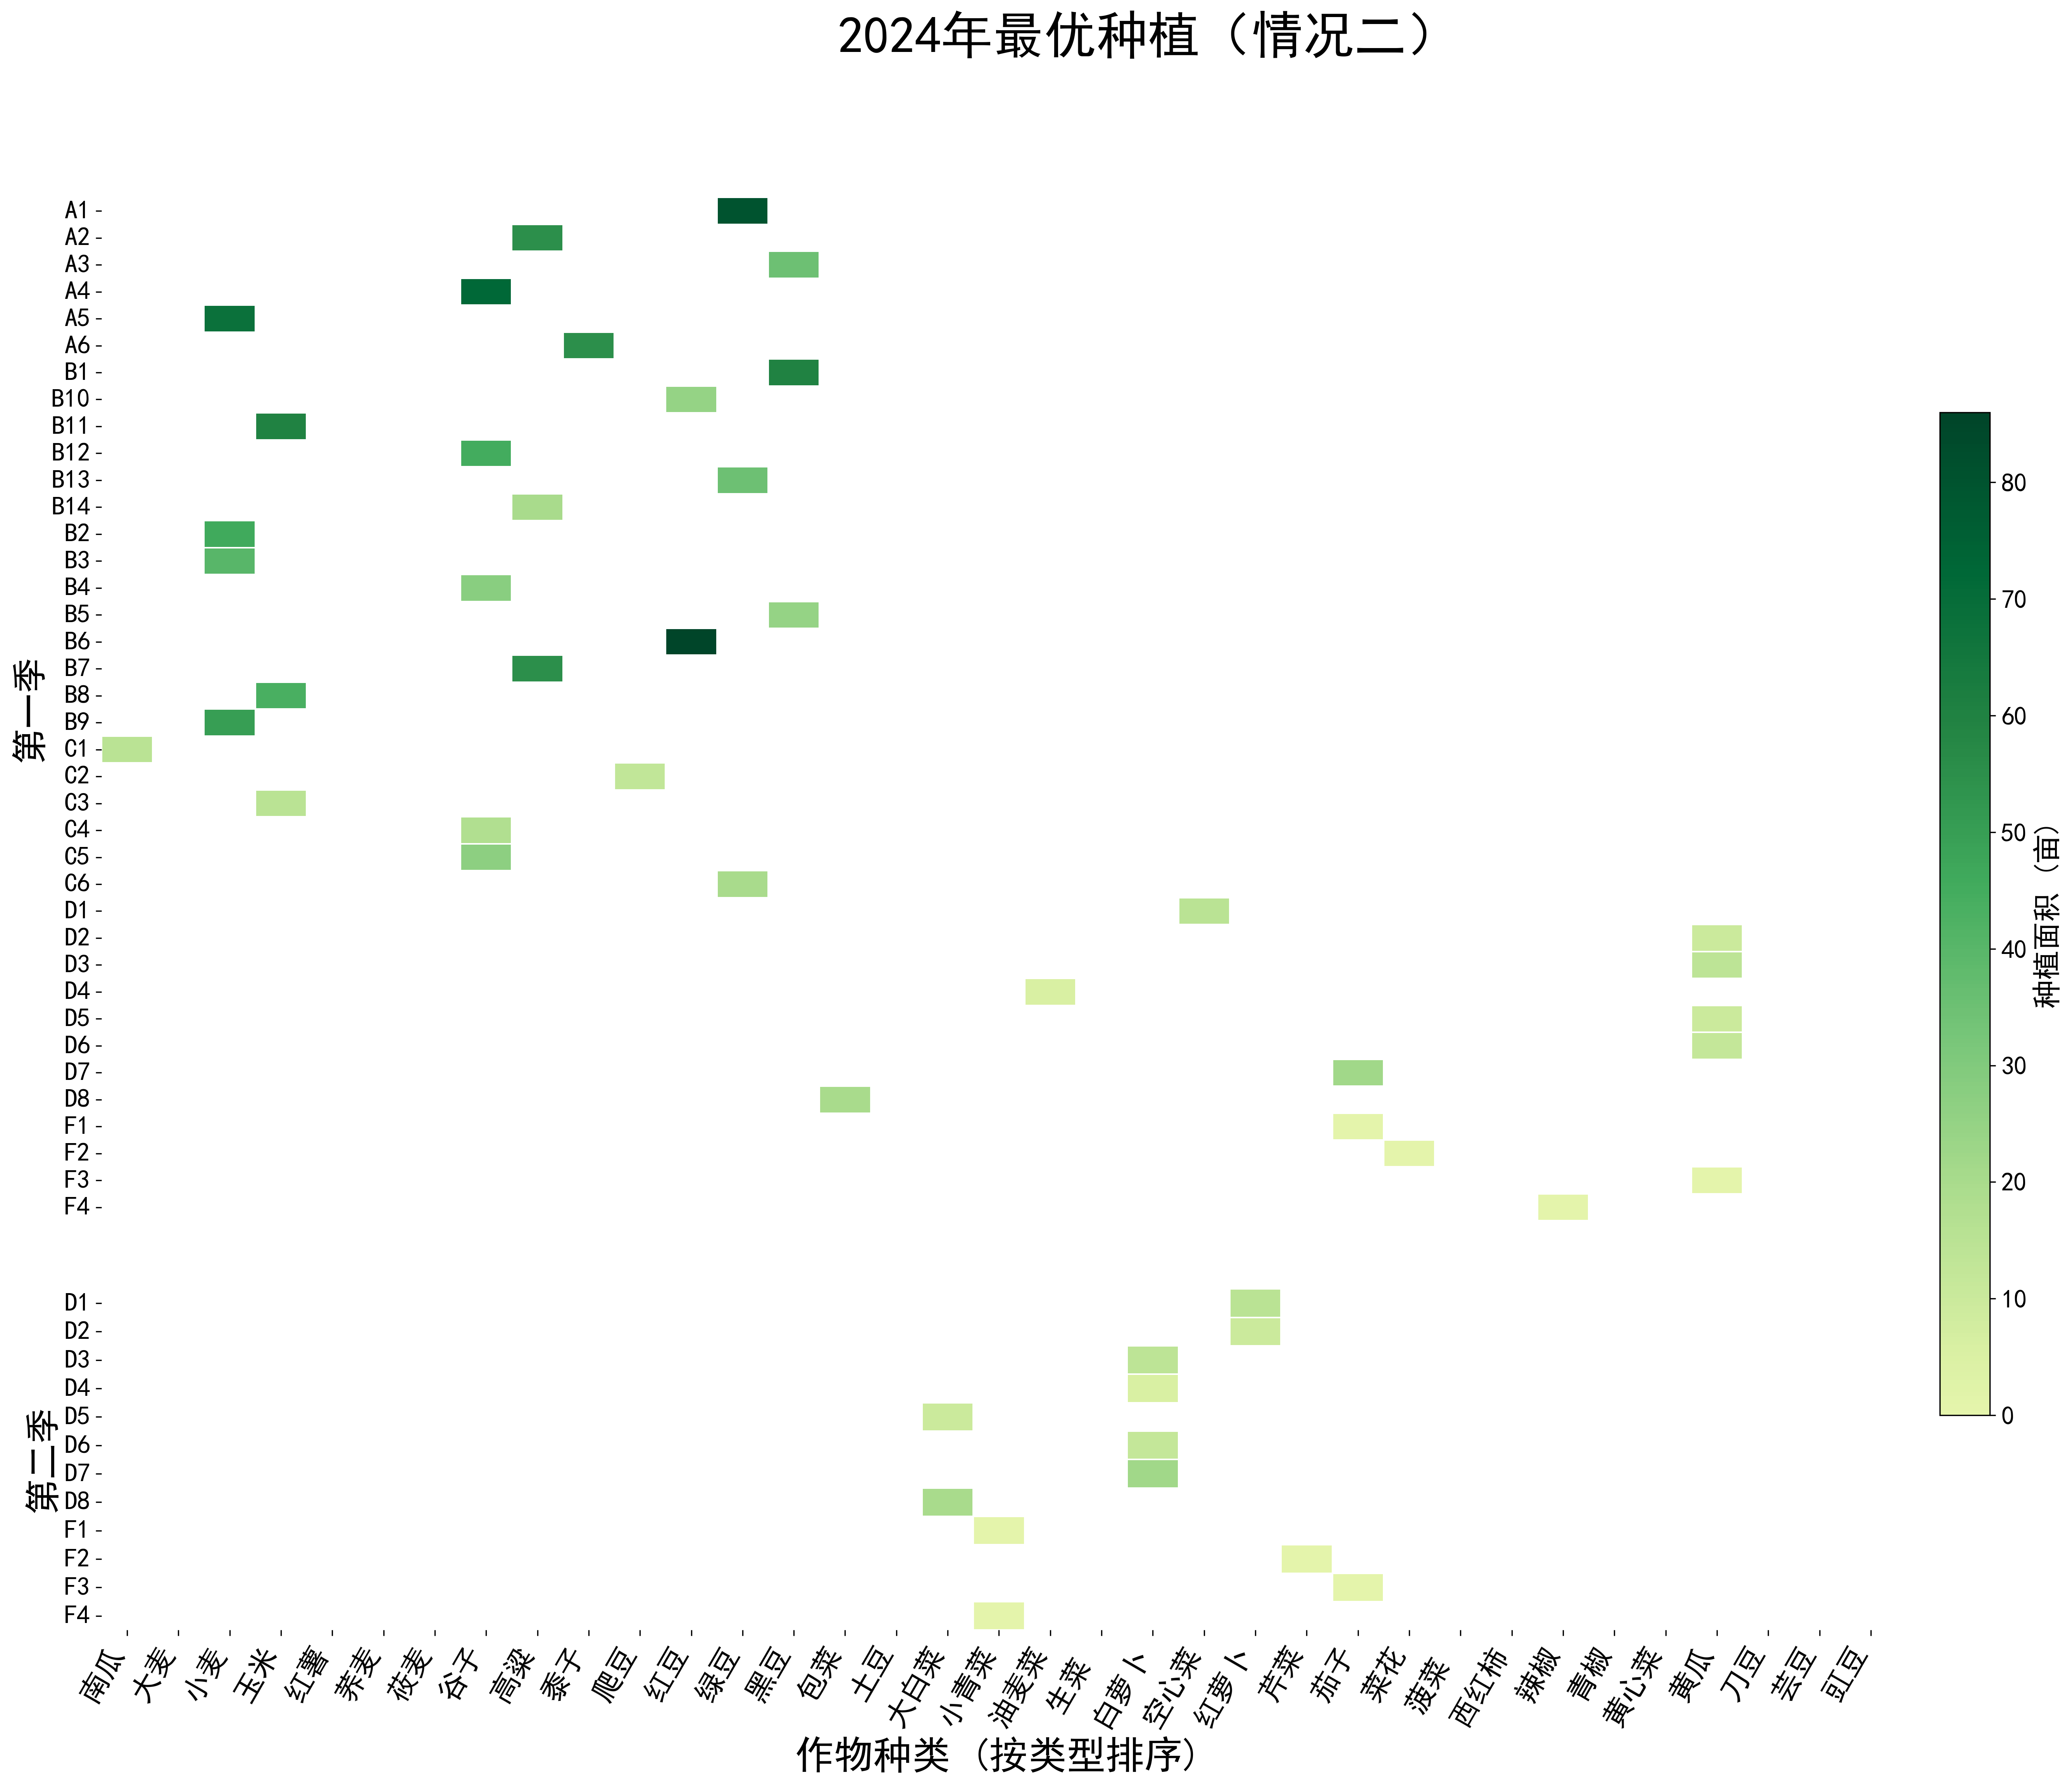 2024年最优种植（情况二）
A1
A2
A3
A4
A5
A6
B1
B10
B11
B12
B13
B14
B2
B3
B4
B5
B6
B7
B8
B9
C1
C2
C3
C4
C5
C6
D1
D2
D3
D4
D5
D6
D7
D8
F1
F2
F3
F4
第一季
D1
D2
D3
D4
D5
D6
D7
D8
F1
F2
F3
F4
第二季
南瓜
大麦
小麦
玉米
红薯
荞麦
莜麦
谷子
高粱
黍子
爬豆
红豆
绿豆
黑豆
包菜
土豆
大白菜
小青菜
油麦菜
生菜
白萝卜
空心菜
红萝卜
芹菜
茄子
菜花
菠菜
西红柿
辣椒
青椒
黄心菜
黄瓜
刀豆
芸豆
豇豆
作物种类 (按类型排序)
80
70
60
50
40
30
20
10
0
种植面积 (亩)